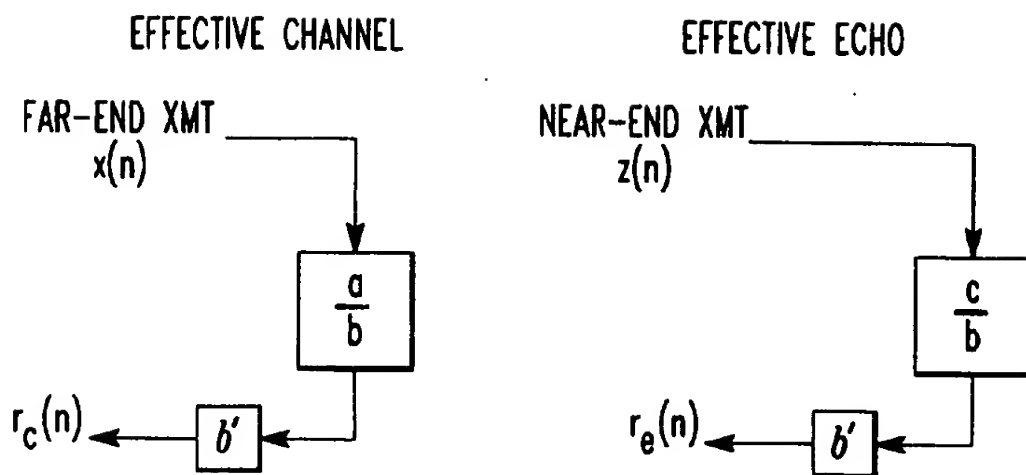 EFFECTIVE CHANNEL
FAR-END XMT
x(n)
a
b
r_c(n)
b′
EFFECTIVE ECHO
NEAR-END XMT
z(n)
c
b
r_e(n)
b′